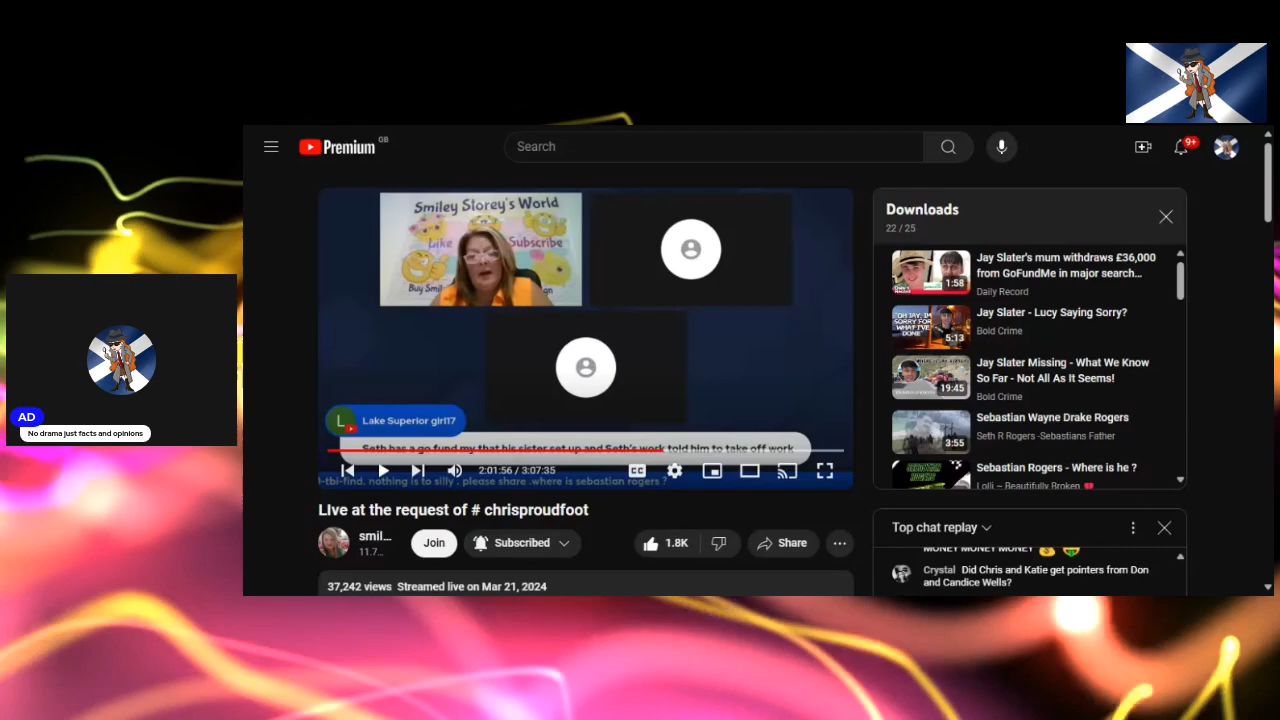 Premium GB
Search
9+
Smiley Storey's World
Like
Subscribe
Buy Smil
an
L
Lake Superior girl17
Seth has a go fund my that his sister set up and Seth's work told him to take off work
2:01:56 / 3:07:35
CC
-tbi-find. nothing is to silly . please share .where is sebastian rogers ?
LIve at the request of # chrisproudfoot
smil...
11.7...
Join
Subscribed
1.8K
Share
37,242 views Streamed live on Mar 21, 2024
Downloads
22 / 25
Jay Slater's mum withdraws £36,000
from GoFundMe in major search...
Daily Record
1:58
Jay Slater - Lucy Saying Sorry?
Bold Crime
5:13
Jay Slater Missing - What We Know
So Far - Not All As It Seems!
Bold Crime
19:45
Sebastian Wayne Drake Rogers
Seth R Rogers -Sebastians Father
3:55
Sebastian Rogers - Where is he ?
Lolli ~ Beautifully Broken 💔
Top chat replay
MONEY MONEY MONEY 💰 🤑
Crystal Did Chris and Katie get pointers from Don
and Candice Wells?
AD
No drama just facts and opinions